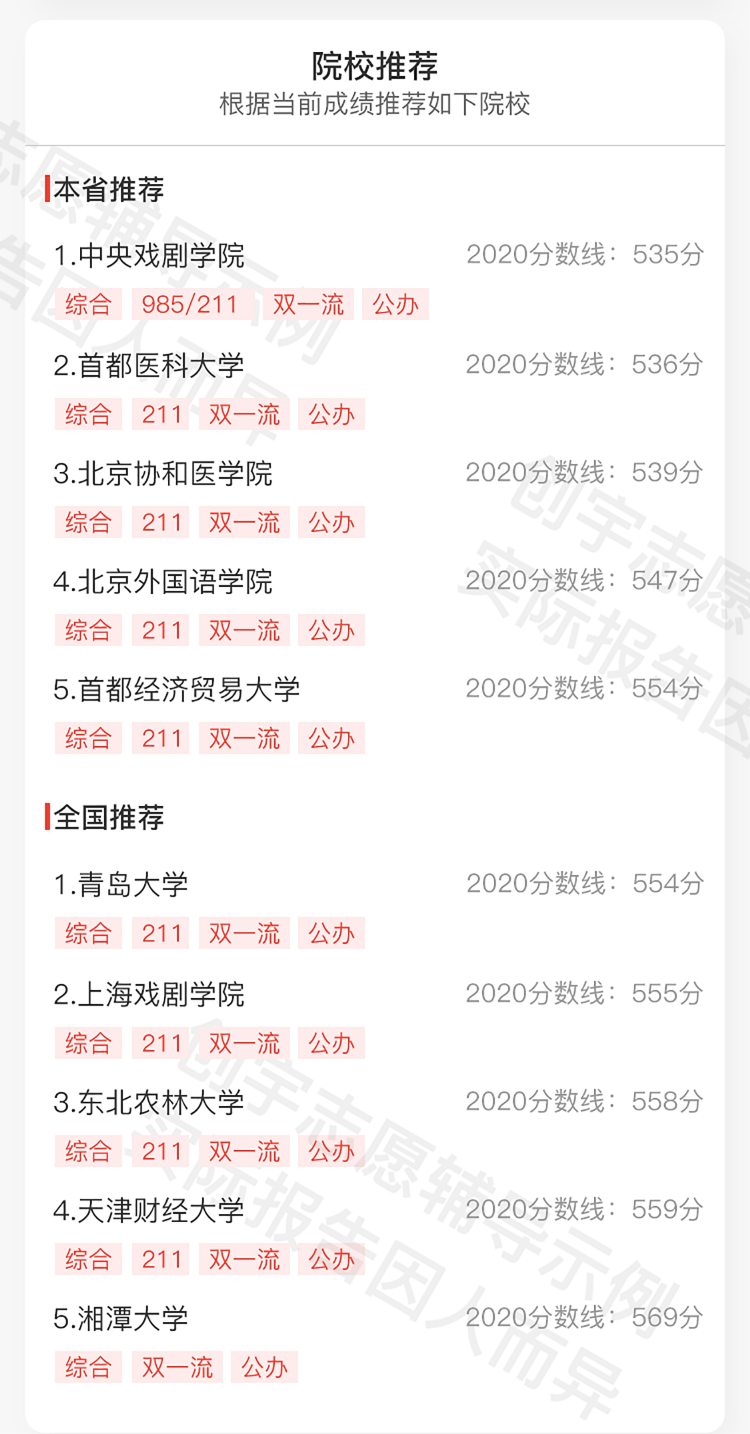 院校推荐
根据当前成绩推荐如下院校
本省推荐
1.中央戏剧学院 2020分数线：535分
综合 985/211 双一流 公办
2.首都医科大学 2020分数线：536分
综合 211 双一流 公办
3.北京协和医学院 2020分数线：539分
综合 211 双一流 公办
4.北京外国语学院 2020分数线：547分
综合 211 双一流 公办
5.首都经济贸易大学 2020分数线：554分
综合 211 双一流 公办
全国推荐
1.青岛大学 2020分数线：554分
综合 211 双一流 公办
2.上海戏剧学院 2020分数线：555分
综合 211 双一流 公办
3.东北农林大学 2020分数线：558分
综合 211 双一流 公办
4.天津财经大学 2020分数线：559分
综合 211 双一流 公办
5.湘潭大学 2020分数线：569分
综合 双一流 公办
志愿辅导示例
告因人而异
创宇志愿
实际报告因
创宇志愿辅导示例
实际报告因人而异